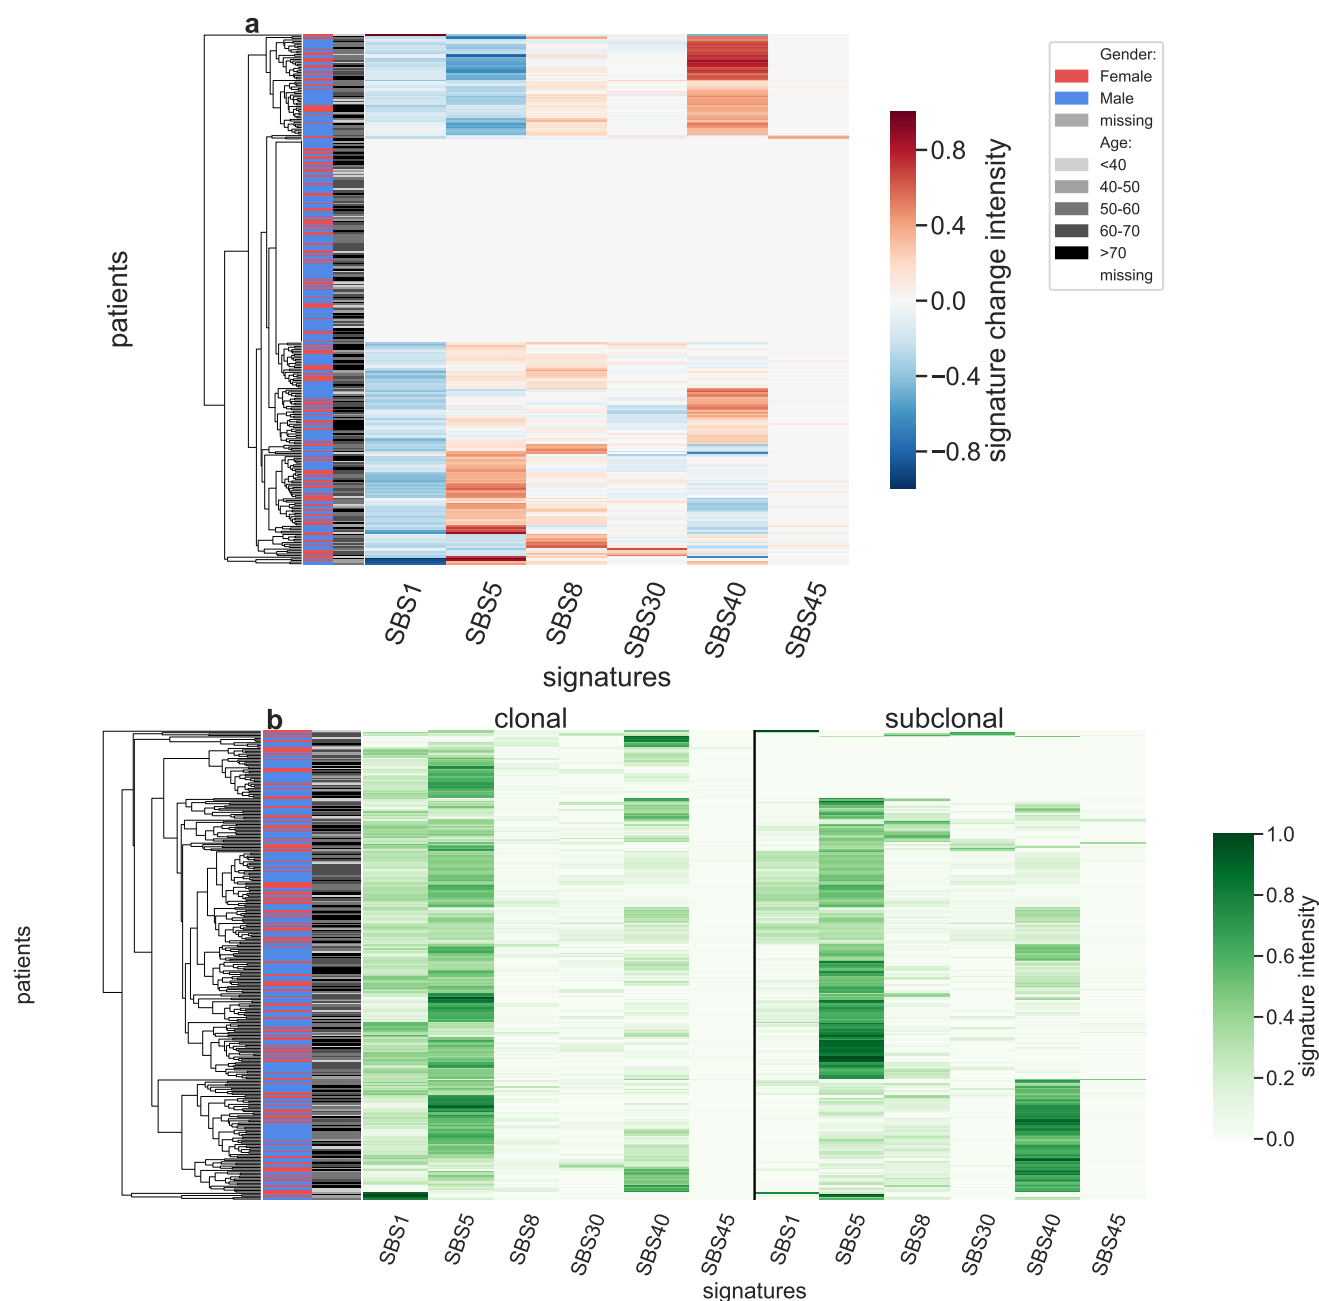 a
patients
SBS1
SBS5
SBS8
SBS30
SBS40
SBS45
signatures
0.8
0.4
0.0
−0.4
−0.8
signature change intensity
Gender:
Female
Male
missing
Age:
<40
40-50
50-60
60-70
>70
missing
b
clonal
subclonal
patients
SBS1
SBS5
SBS8
SBS30
SBS40
SBS45
SBS1
SBS5
SBS8
SBS30
SBS40
SBS45
signatures
1.0
0.8
0.6
0.4
0.2
0.0
signature intensity